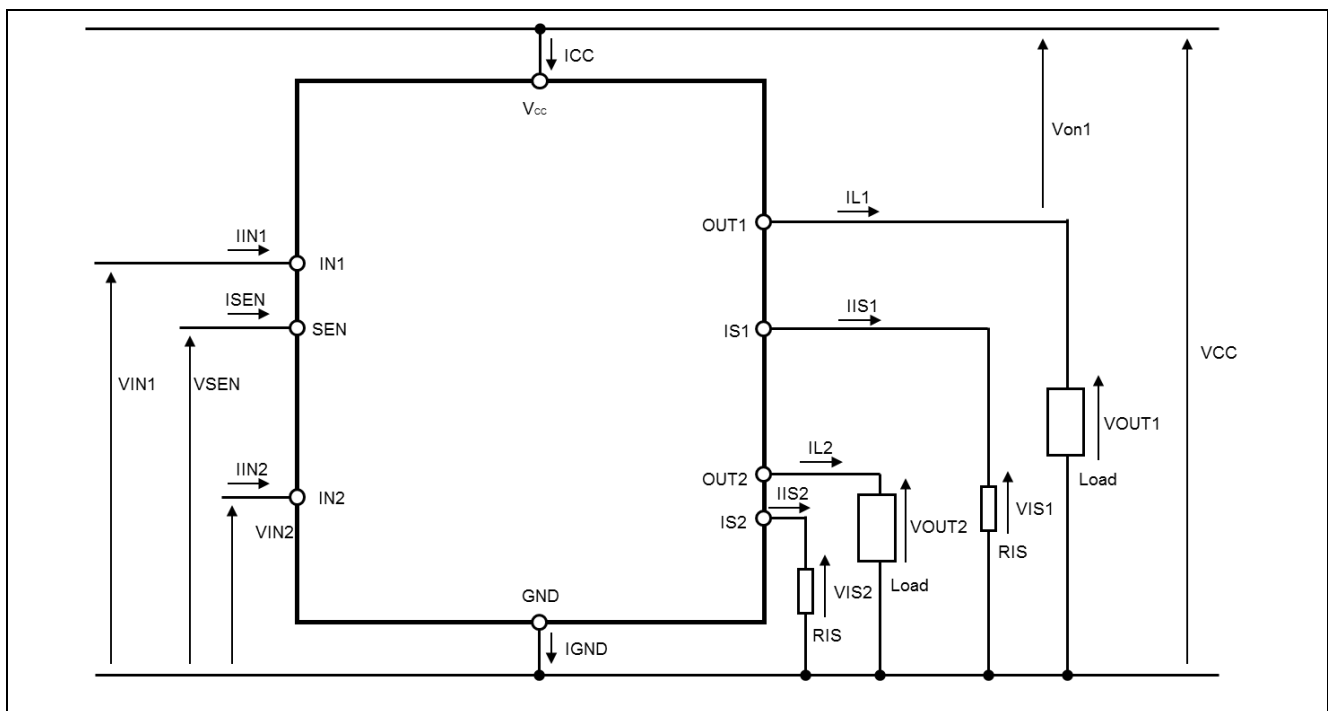 ICC
Vcc
Von1
IL1
OUT1
IIN1
IN1
ISEN
SEN
IIS1
IS1
VCC
VIN1
VSEN
VOUT1
IL2
IIN2
OUT2
Load
IIS2
IN2
IS2
VIS1
VOUT2
VIN2
RIS
Load
VIS2
GND
RIS
IGND